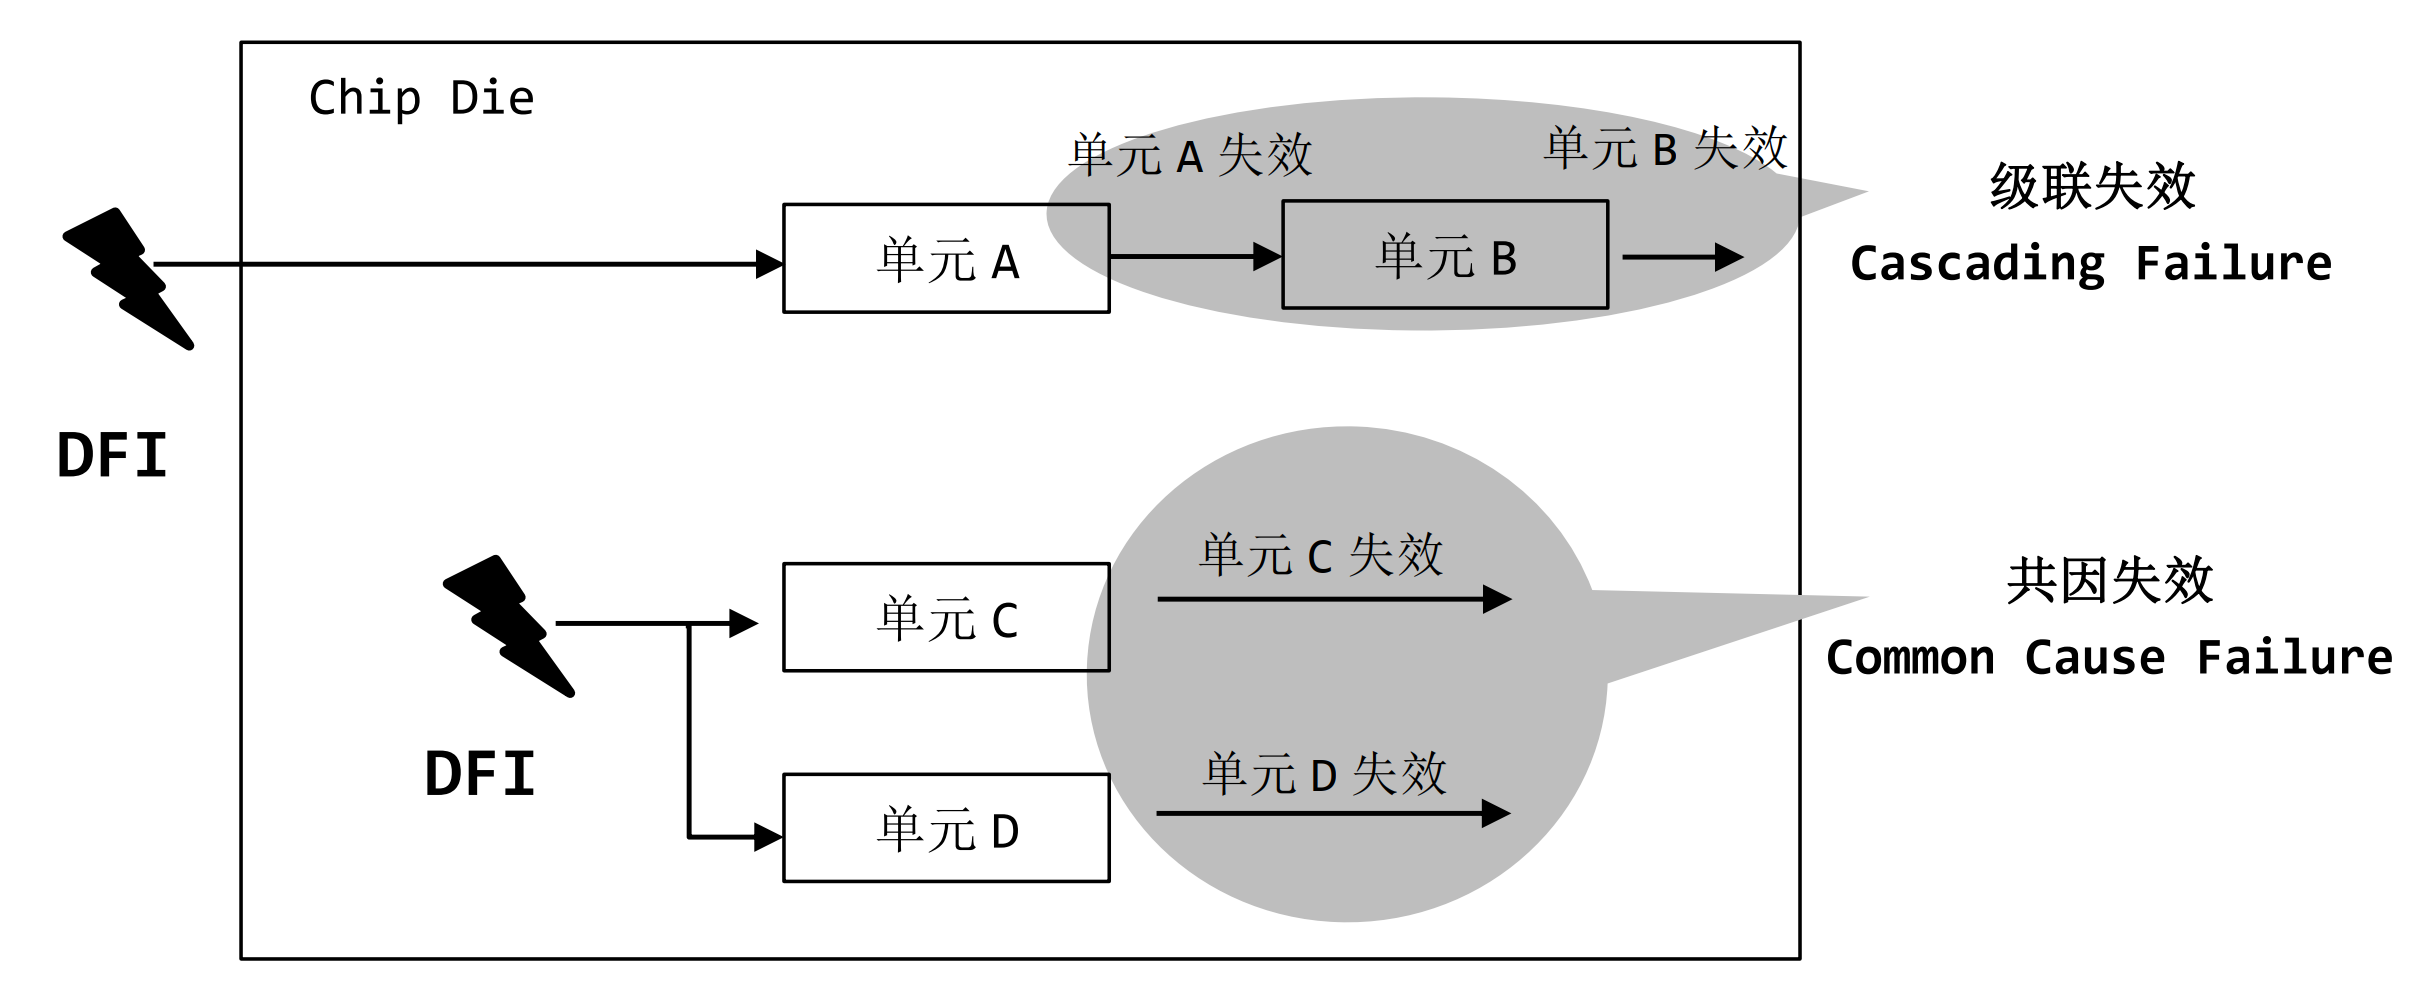 Chip Die
单元 A 失效
单元 B 失效
级联失效
Cascading Failure
单元 A
单元 B
DFI
单元 C 失效
共因失效
Common Cause Failure
单元 C
DFI
单元 D 失效
单元 D